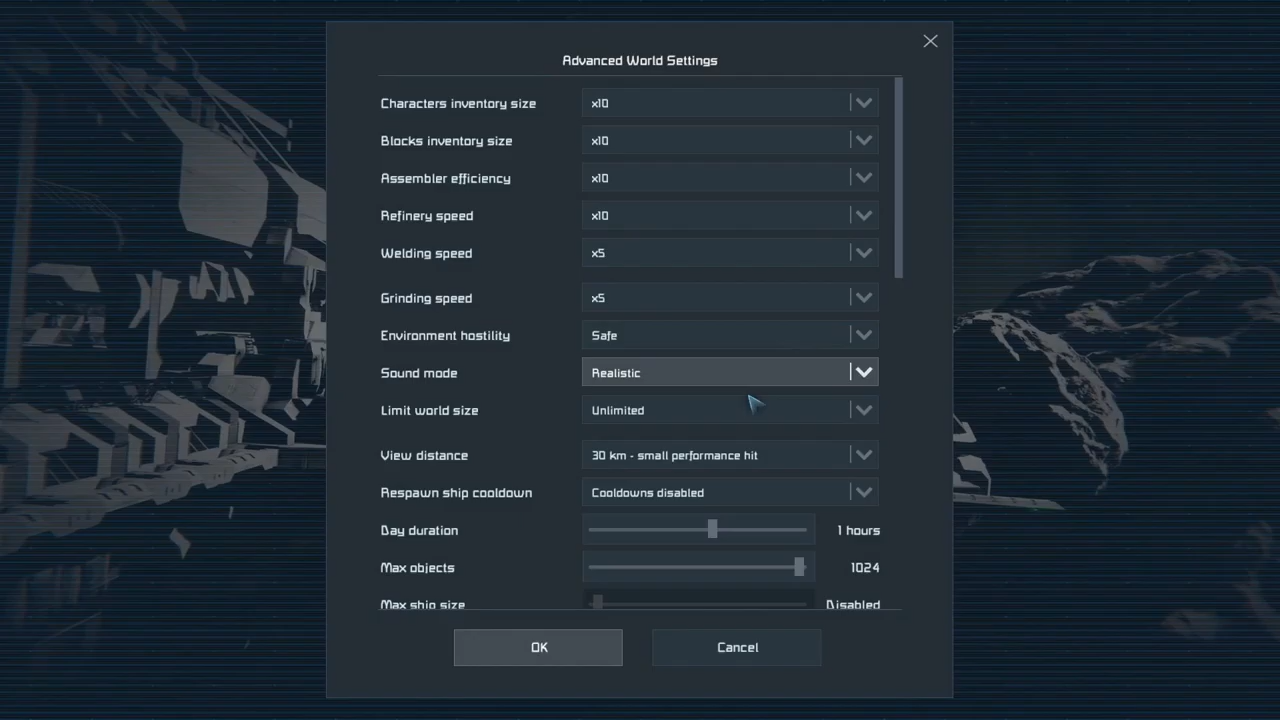 Advanced World Settings
Characters inventory size x10
Blocks inventory size x10
Assembler efficiency x10
Refinery speed x10
Welding speed x5
Grinding speed x5
Environment hostility Safe
Sound mode Realistic
Limit world size Unlimited
View distance 30 km - small performance hit
Respawn ship cooldown Cooldowns disabled
Day duration 1 hours
Max objects 1024
Max ship size Disabled
OK Cancel